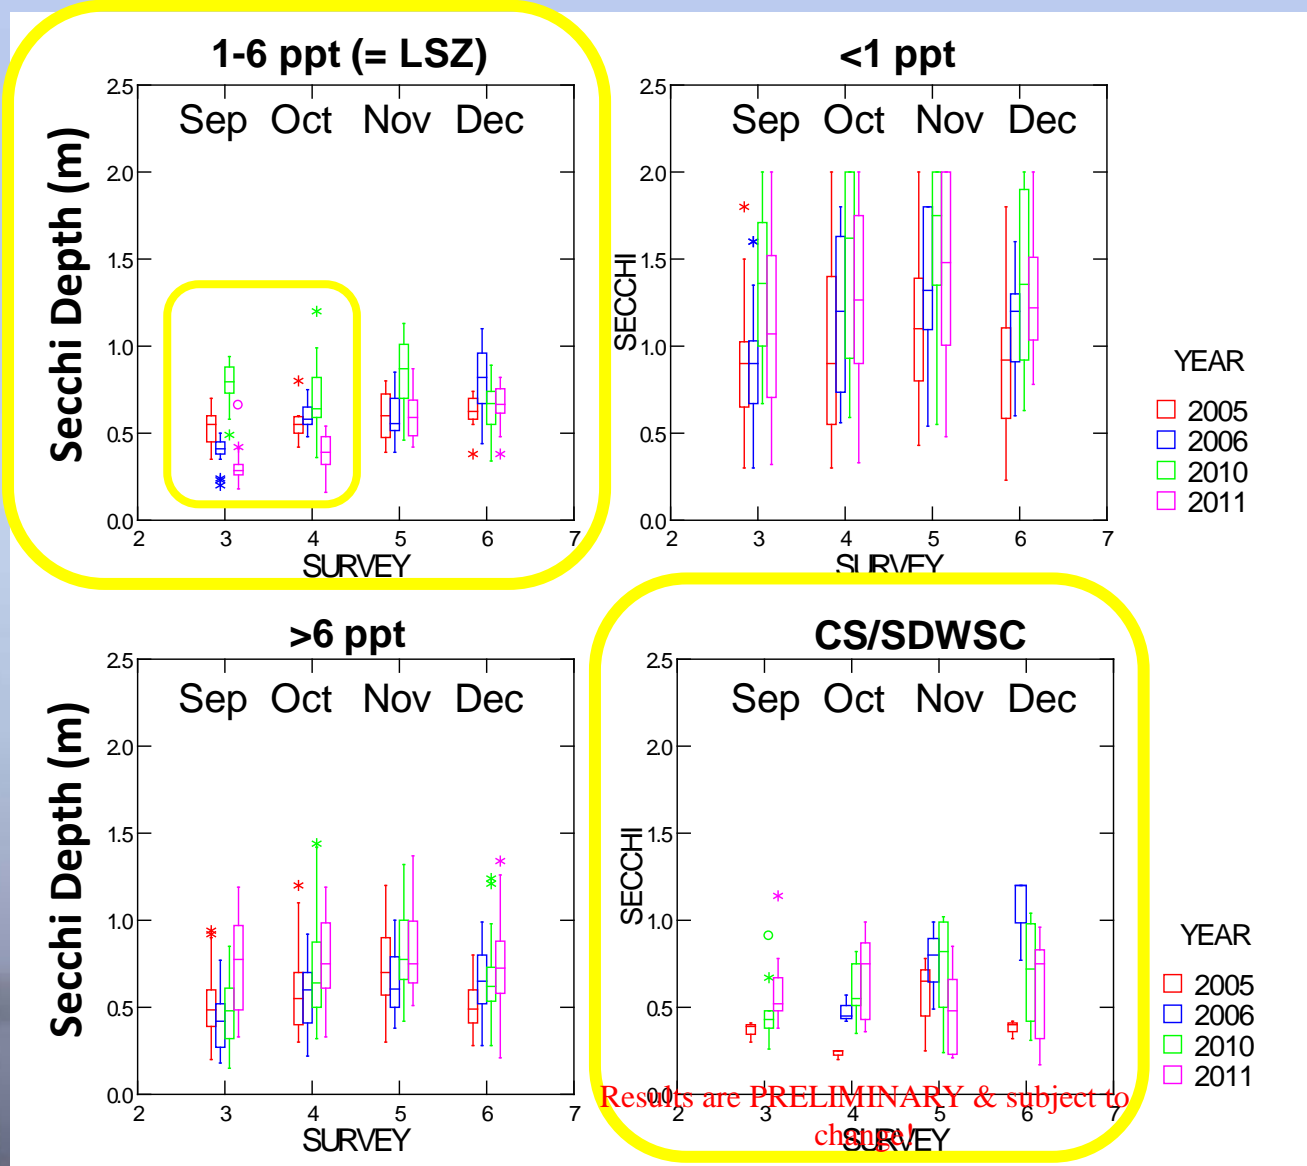 1-6 ppt (= LSZ)
<1 ppt
Secchi Depth (m)
2.5
2.0
1.5
1.0
0.5
0.0
Sep Oct Nov Dec
2 3 4 5 6 7
SURVEY
SECCHI
2.5
2.0
1.5
1.0
0.5
0.0
Sep Oct Nov Dec
2 3 4 5 6 7
SURVEY
YEAR
2005
2006
2010
2011
>6 ppt
CS/SDWSC
Secchi Depth (m)
2.5
2.0
1.5
1.0
0.5
0.0
Sep Oct Nov Dec
2 3 4 5 6 7
SURVEY
SECCHI
2.5
2.0
1.5
1.0
0.5
0.0
Sep Oct Nov Dec
2 3 4 5 6 7
SURVEY
YEAR
2005
2006
2010
2011
Results are PRELIMINARY & subject to
change!